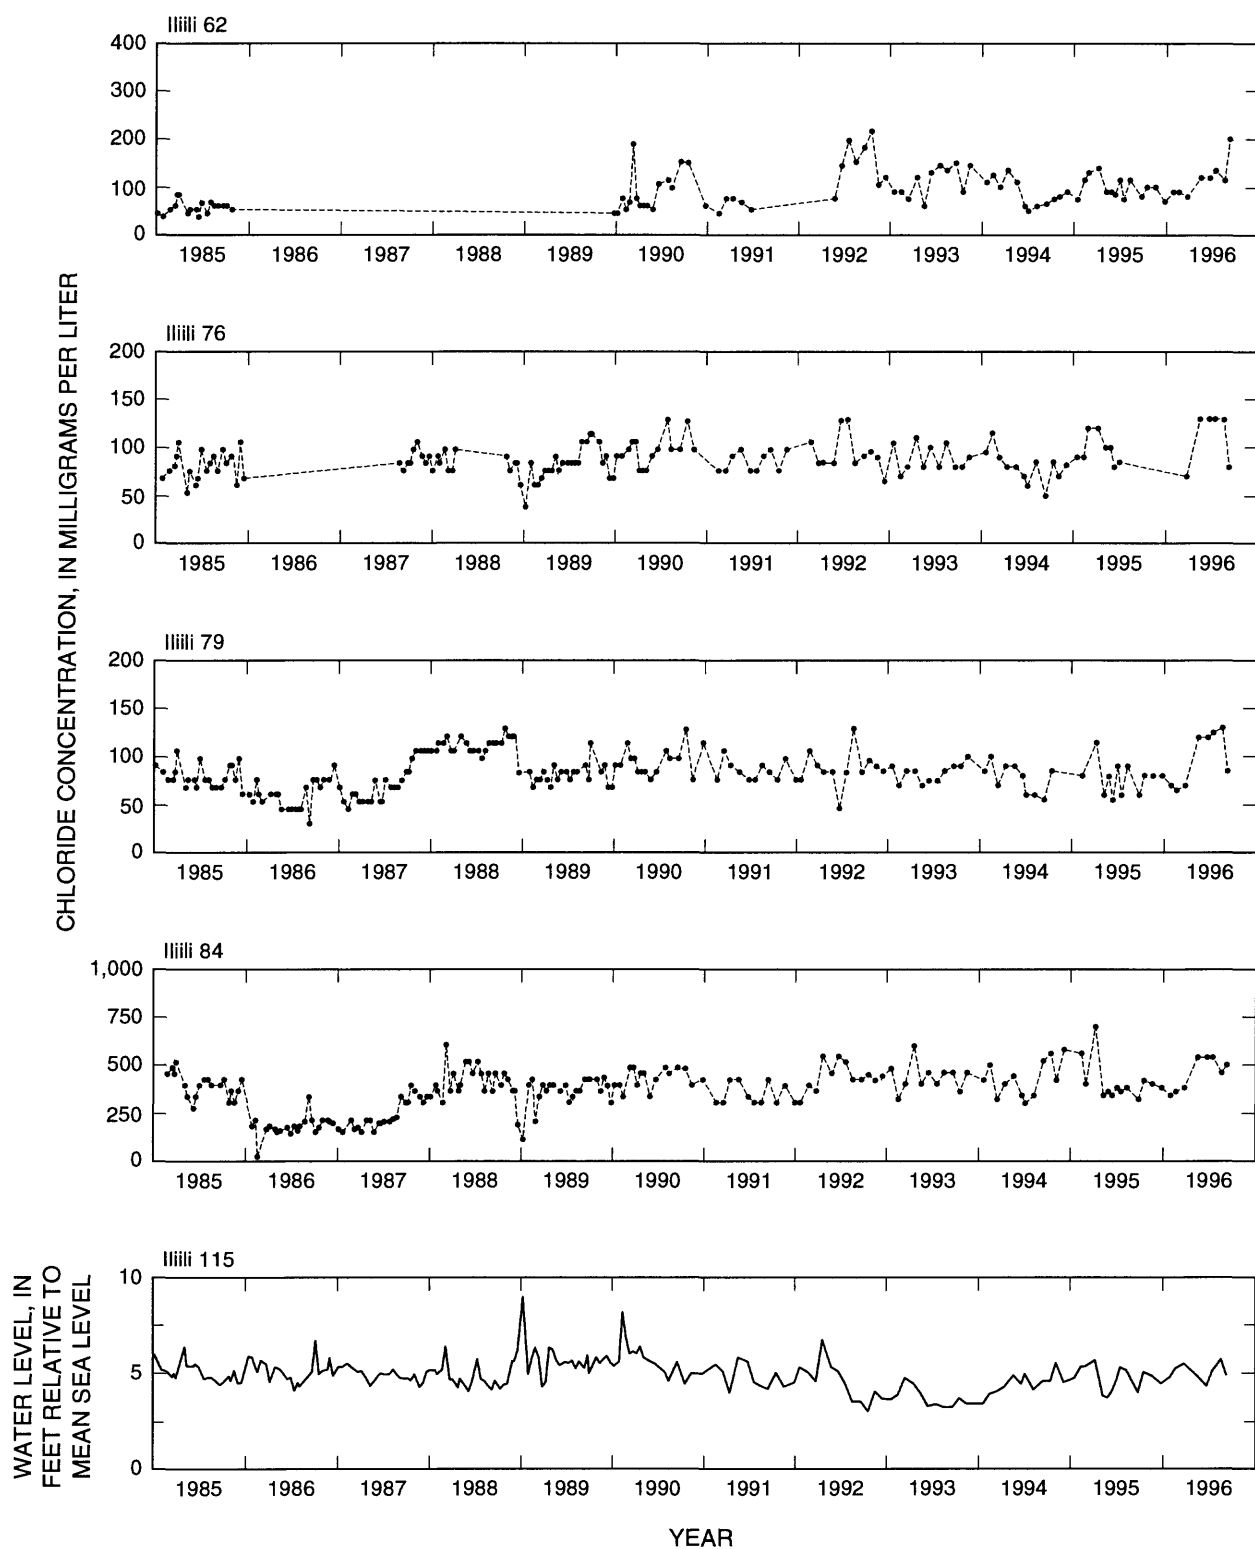 Iliili 62
400
300
200
100
0
1985 1986 1987 1988 1989 1990 1991 1992 1993 1994 1995 1996
Iliili 76
200
150
100
50
0
1985 1986 1987 1988 1989 1990 1991 1992 1993 1994 1995 1996
CHLORIDE CONCENTRATION, IN MILLIGRAMS PER LITER
Iliili 79
200
150
100
50
0
1985 1986 1987 1988 1989 1990 1991 1992 1993 1994 1995 1996
Iliili 84
1,000
750
500
250
0
1985 1986 1987 1988 1989 1990 1991 1992 1993 1994 1995 1996
Iliili 115
WATER LEVEL, IN
FEET RELATIVE TO
MEAN SEA LEVEL
10
5
0
1985 1986 1987 1988 1989 1990 1991 1992 1993 1994 1995 1996
YEAR